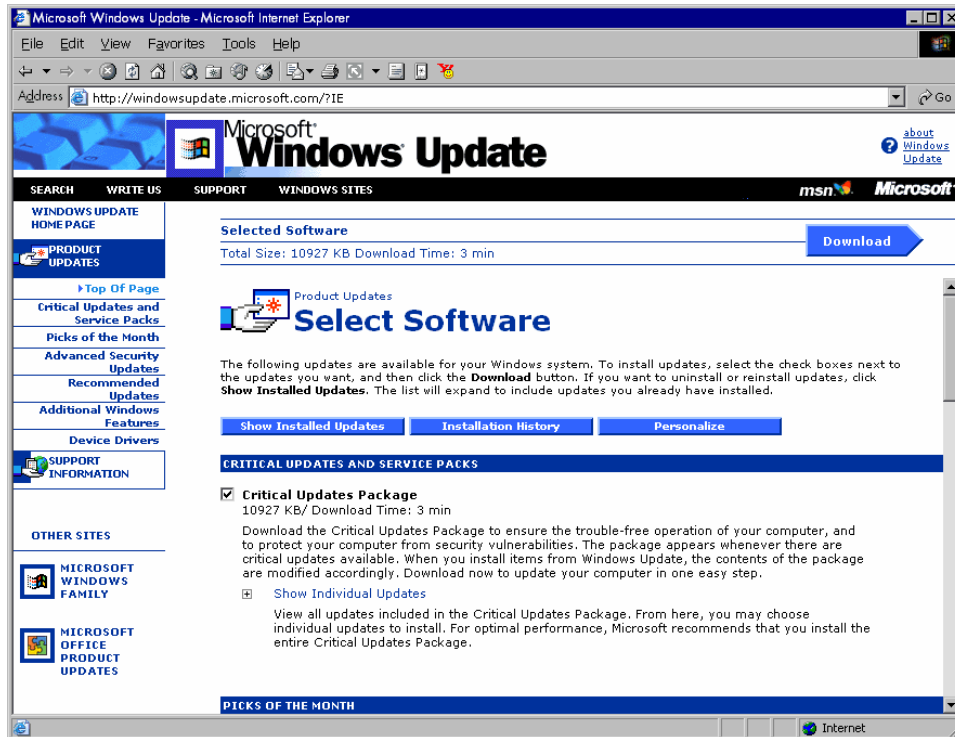 Microsoft Windows Update - Microsoft Internet Explorer
File Edit View Favorites Tools Help
Address http://windowsupdate.microsoft.com/?IE Go
Microsoft
Windows Update
about
Windows
Update
SEARCH WRITE US SUPPORT WINDOWS SITES msn Microsoft
WINDOWS UPDATE
HOME PAGE
PRODUCT
UPDATES
Top Of Page
Critical Updates and
Service Packs
Picks of the Month
Advanced Security
Updates
Recommended
Updates
Additional Windows
Features
Device Drivers
SUPPORT
INFORMATION
OTHER SITES
MICROSOFT
WINDOWS
FAMILY
MICROSOFT
OFFICE
PRODUCT
UPDATES
Selected Software
Total Size: 10927 KB Download Time: 3 min
Download
Product Updates
Select Software
The following updates are available for your Windows system. To install updates, select the check boxes next to
the updates you want, and then click the Download button. If you want to uninstall or reinstall updates, click
Show Installed Updates. The list will expand to include updates you already have installed.
Show Installed Updates Installation History Personalize
CRITICAL UPDATES AND SERVICE PACKS
Critical Updates Package
10927 KB/ Download Time: 3 min
Download the Critical Updates Package to ensure the trouble-free operation of your computer, and
to protect your computer from security vulnerabilities. The package appears whenever there are
critical updates available. When you install items from Windows Update, the contents of the package
are modified accordingly. Download now to update your computer in one easy step.
Show Individual Updates
View all updates included in the Critical Updates Package. From here, you may choose
individual updates to install. For optimal performance, Microsoft recommends that you install the
entire Critical Updates Package.
PICKS OF THE MONTH
Internet